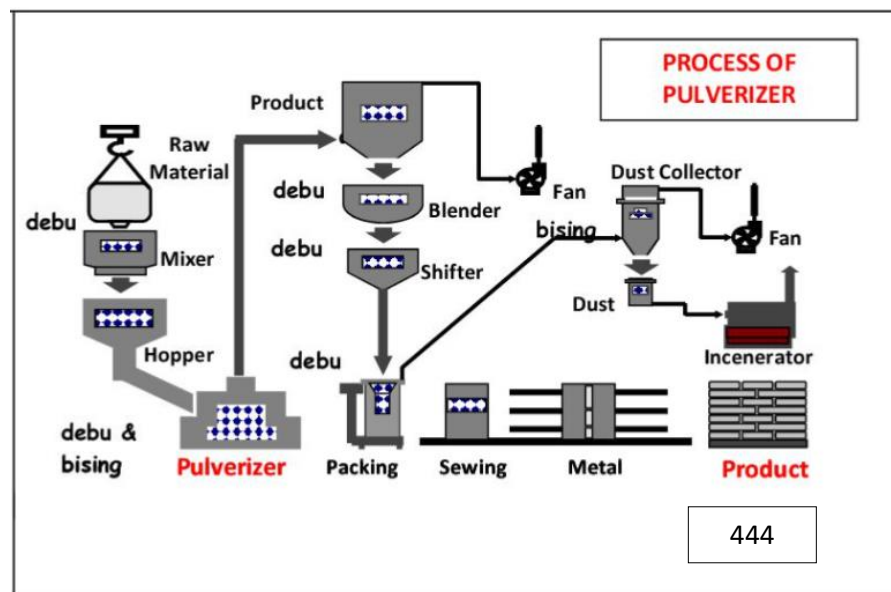 PROCESS OF
PULVERIZER
Product
Raw
Material
debu
Mixer
Hopper
debu &
bising
Pulverizer
debu
Blender
debu
Shifter
debu
Fan
bising
Dust Collector
Fan
Dust
Incenerator
Packing
Sewing
Metal
Product
444